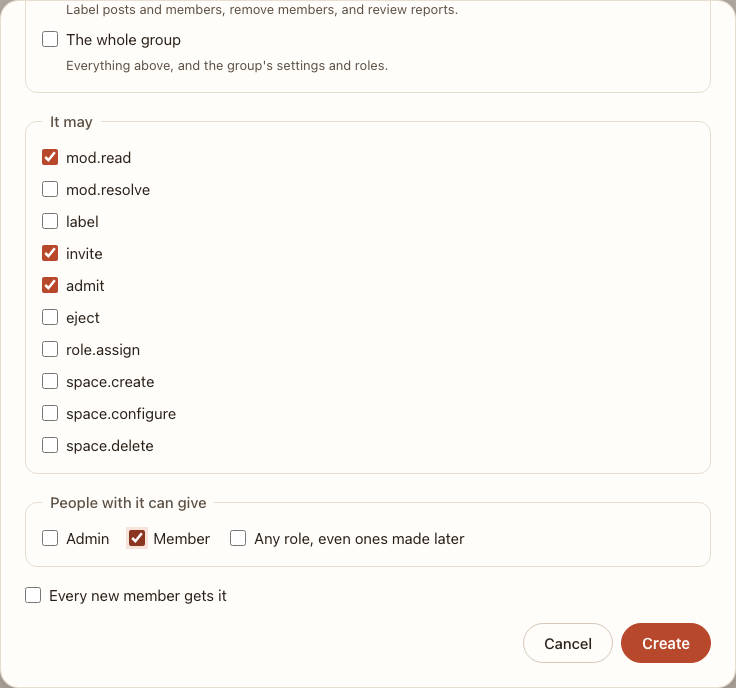 Label posts and members, remove members, and review reports.
The whole group
Everything above, and the group's settings and roles.
It may
mod.read
mod.resolve
label
invite
admit
eject
role.assign
space.create
space.configure
space.delete
People with it can give
Admin Member Any role, even ones made later
Every new member gets it
Cancel Create